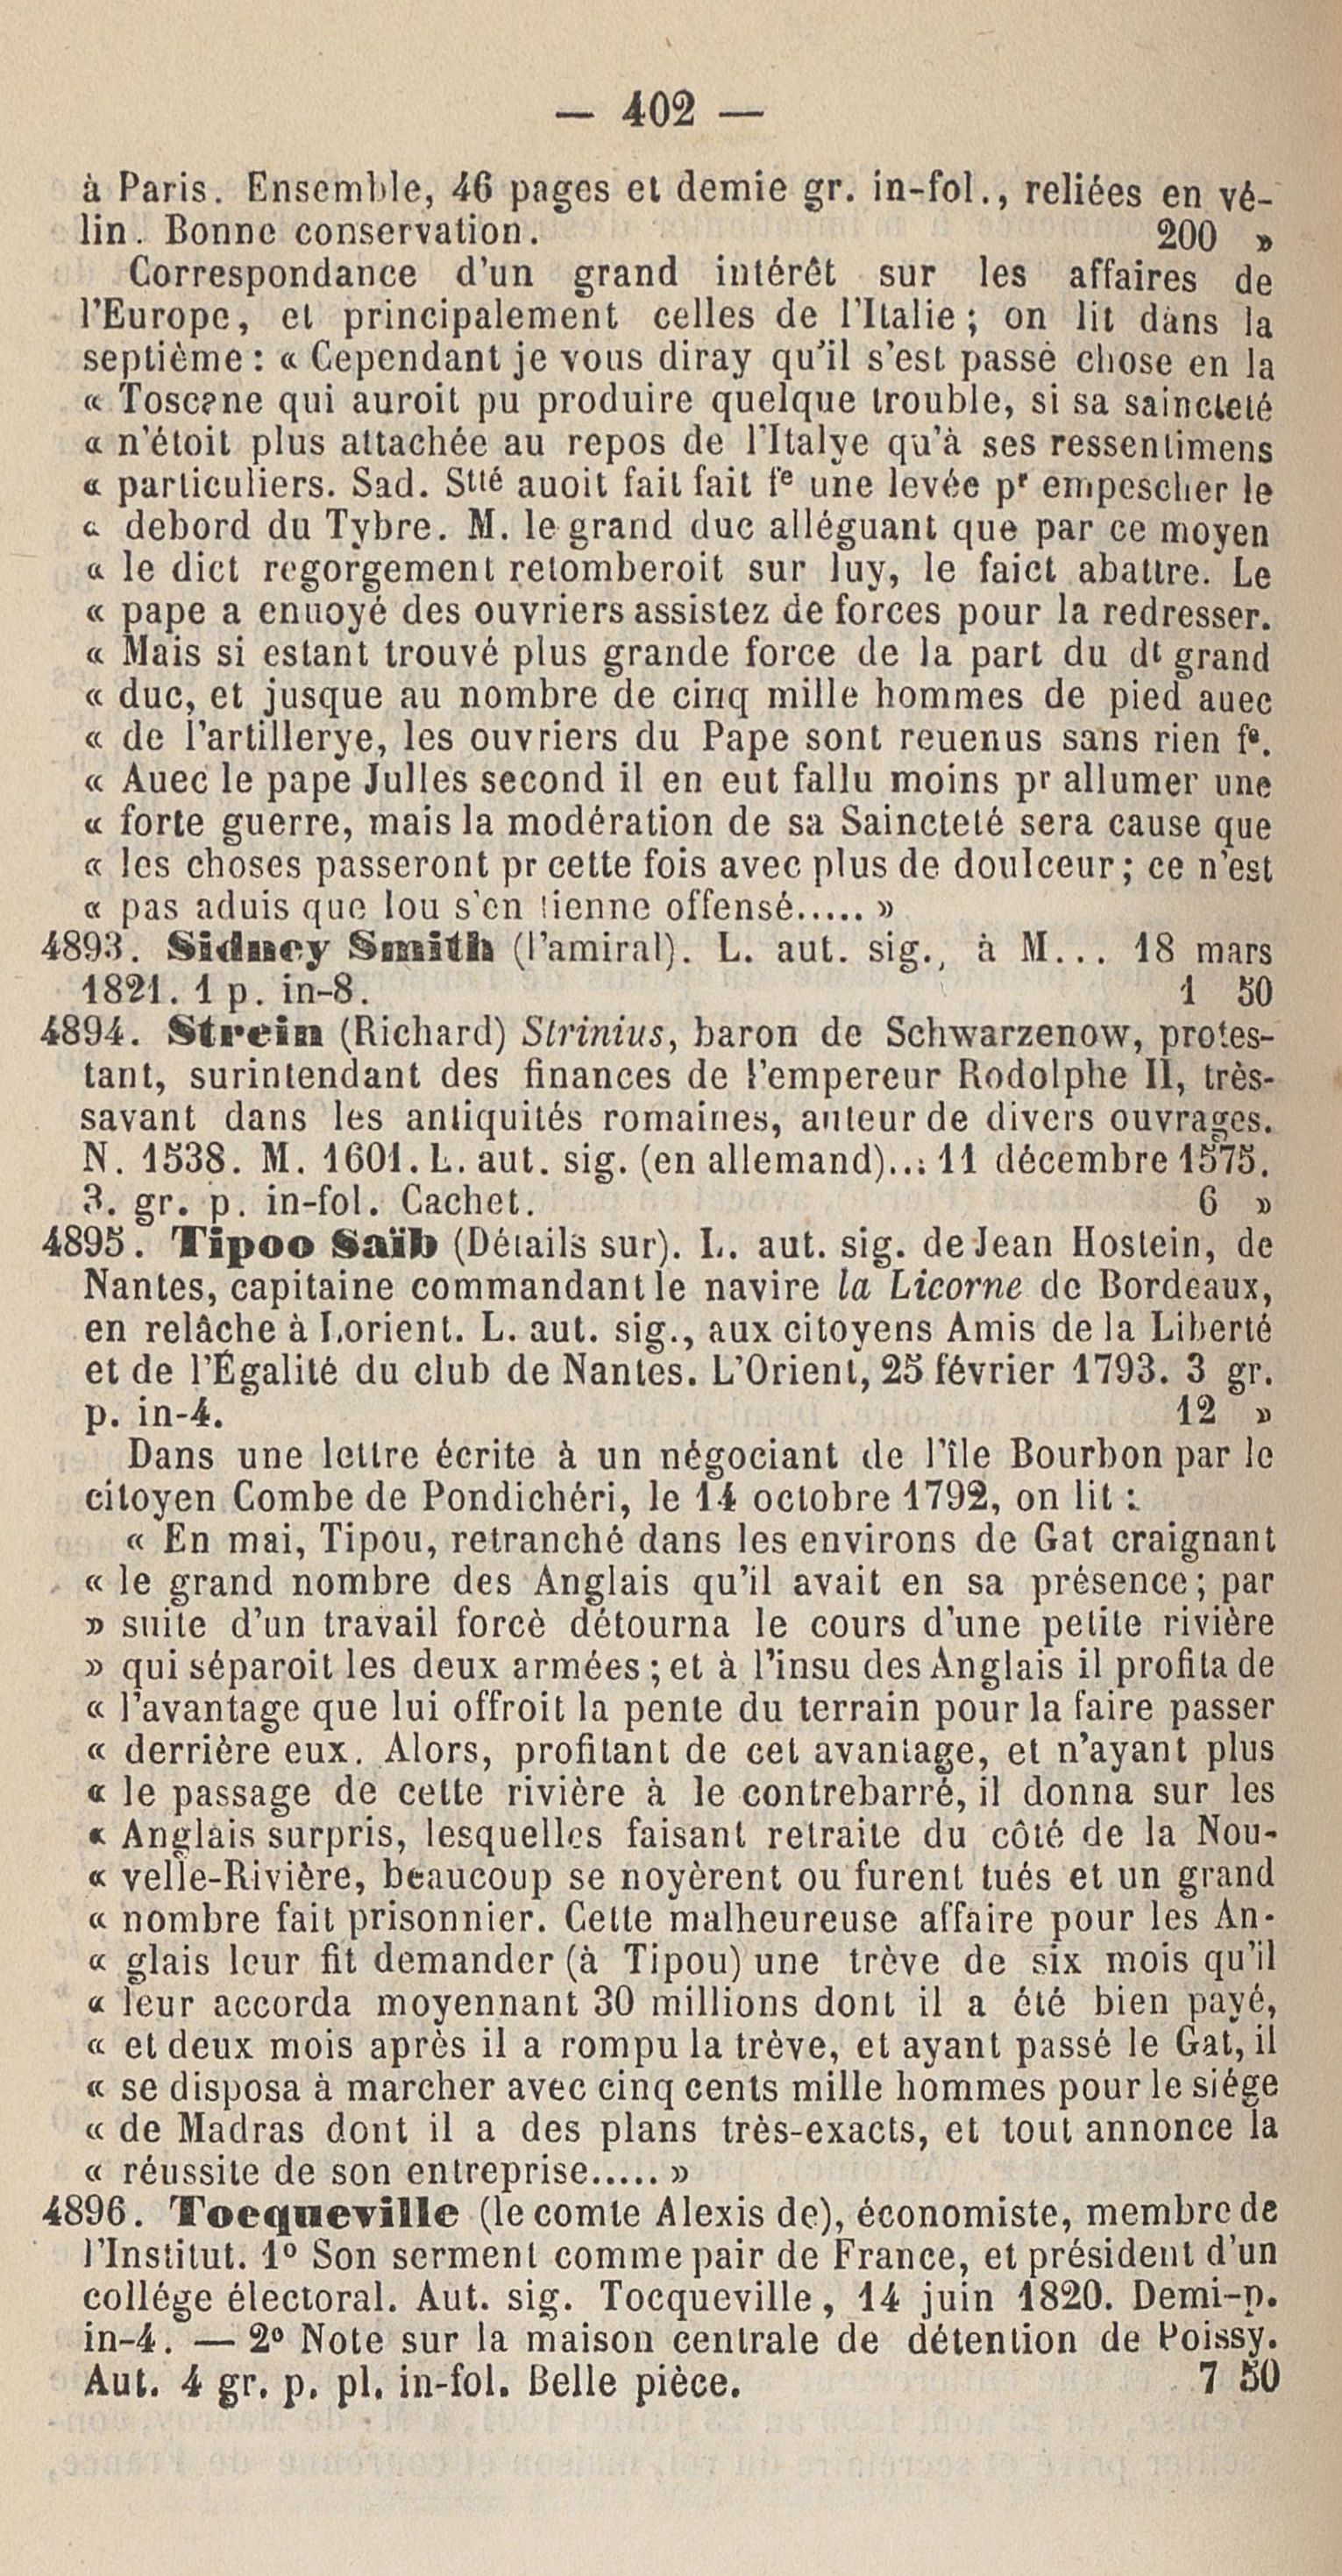 — 402 —
à Paris. Ensemble, 46 pages et demie gr. in-fol., reliées en vé-
lin. Bonne conservation. 200 »
Correspondance d'un grand intérêt sur les affaires de
l'Europe, et principalement celles de l'Italie; on lit dans la
septième: « Cependant je vous diray qu'il s'est passé chose en la
« Toscane qui auroit pu produire quelque trouble, si sa saincteté
« n'étoit plus attachée au repos de l'Italye qu'à ses ressentimens
« particuliers. Sad. Stté auoit fait fait fe une levée pr empescher le
« debord du Tybre. M. le grand duc alléguant que par ce moyen
« le dict regorgement retomberoit sur luy, le faict abattre. Le
« pape a enuoyé des ouvriers assistez de forces pour la redresser.
« Mais si estant trouvé plus grande force de la part du dt grand
« duc, et jusque au nombre de cinq mille hommes de pied auec
« de l'artillerye, les ouvriers du Pape sont reuenus sans rien fe.
« Auec le pape Julles second il en eut fallu moins pr allumer une
« forte guerre, mais la modération de sa Saincteté sera cause que
« les choses passeront pr cette fois avec plus de doulceur; ce n'est
« pas aduis que lou s'en tienne offensé..... »
4893. Sidney Smith (l'amiral). L. aut. sig., à M... 18 mars
1821. 1 p. in-8. 1 50
4894. Strein (Richard) Strinius, baron de Schwarzenow, protes-
tant, surintendant des finances de l'empereur Rodolphe II, très-
savant dans les antiquités romaines, auteur de divers ouvrages.
N. 1538. M. 1601. L. aut. sig. (en allemand)... 11 décembre 1575.
3. gr. p. in-fol. Cachet. 6 »
4895. Tipoo Saïb (Détails sur). L. aut. sig. de Jean Hostein, de
Nantes, capitaine commandant le navire la Licorne de Bordeaux,
en relâche à Lorient. L. aut. sig., aux citoyens Amis de la Liberté
et de l'Égalité du club de Nantes. L'Orient, 25 février 1793. 3 gr.
p. in-4. 12 »
Dans une lettre écrite à un négociant de l'île Bourbon par le
citoyen Combe de Pondichéri, le 14 octobre 1792, on lit :
« En mai, Tipou, retranché dans les environs de Gat craignant
« le grand nombre des Anglais qu'il avait en sa présence; par
» suite d'un travail forcè détourna le cours d'une petite rivière
» qui séparoit les deux armées; et à l'insu des Anglais il profita de
« l'avantage que lui offroit la pente du terrain pour la faire passer
« derrière eux. Alors, profitant de cet avantage, et n'ayant plus
« le passage de cette rivière à le contrebarré, il donna sur les
« Anglais surpris, lesquelles faisant retraite du côté de la Nou-
« velle-Rivière, beaucoup se noyèrent ou furent tués et un grand
« nombre fait prisonnier. Cette malheureuse affaire pour les An-
« glais leur fit demander (à Tipou) une trève de six mois qu'il
« leur accorda moyennant 30 millions dont il a été bien payé,
« et deux mois après il a rompu la trève, et ayant passé le Gat, il
« se disposa à marcher avec cinq cents mille hommes pour le siége
« de Madras dont il a des plans très-exacts, et tout annonce la
« réussite de son entreprise..... »
4896. Tocqueville (le comte Alexis de), économiste, membre de
l'Institut. 1o Son serment comme pair de France, et président d'un
collége électoral. Aut. sig. Tocqueville, 14 juin 1820. Demi-p.
in-4. — 2o Note sur la maison centrale de détention de Poissy.
Aut. 4 gr. p. pl. in-fol. Belle pièce. 7 50